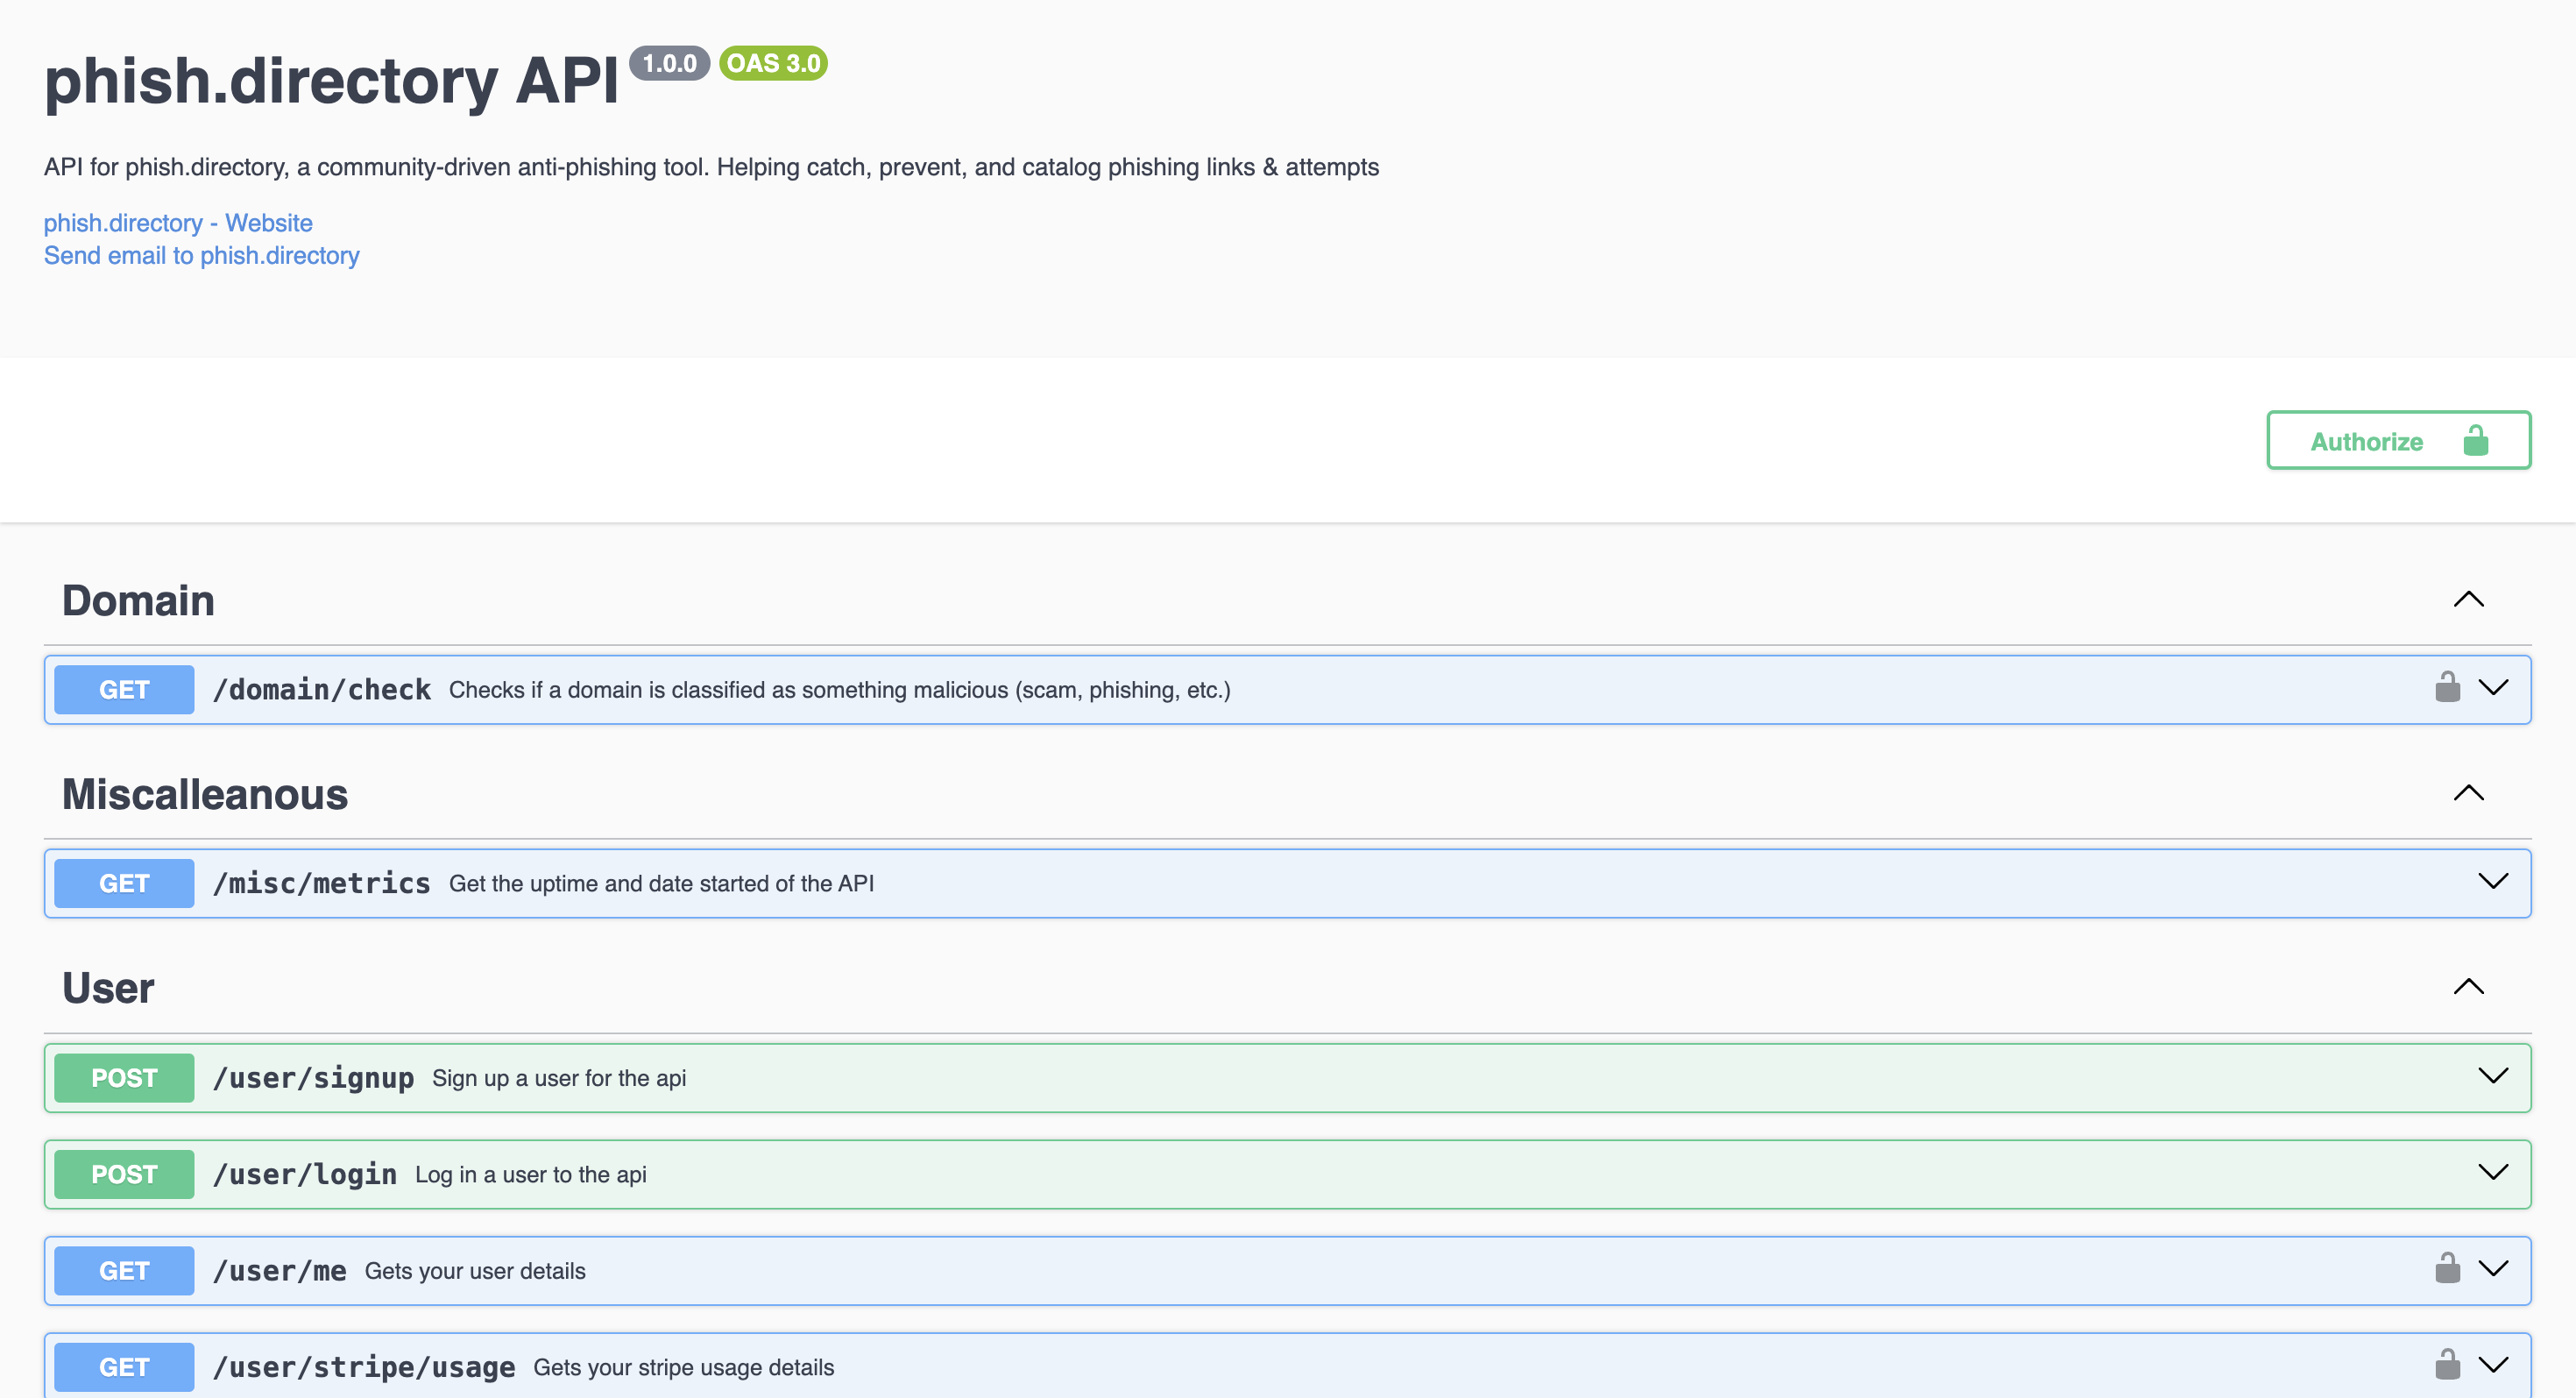 phish.directory API 1.0.0 OAS 3.0
API for phish.directory, a community-driven anti-phishing tool. Helping catch, prevent, and catalog phishing links & attempts
phish.directory - Website
Send email to phish.directory
Authorize
Domain
GET /domain/check Checks if a domain is classified as something malicious (scam, phishing, etc.)
Miscalleanous
GET /misc/metrics Get the uptime and date started of the API
User
POST /user/signup Sign up a user for the api
POST /user/login Log in a user to the api
GET /user/me Gets your user details
GET /user/stripe/usage Gets your stripe usage details